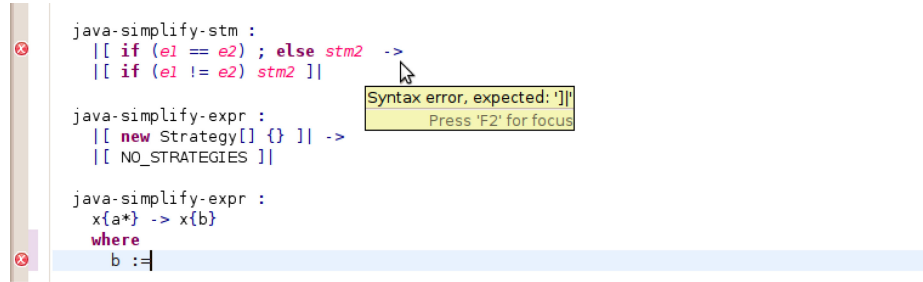 java-simplify-stm :
|[ if (e1 == e2) ; else stm2 ->
|[ if (e1 != e2) stm2 ]|
Syntax error, expected: ']|'
Press 'F2' for focus
java-simplify-expr :
|[ new Strategy[] {} ]| ->
|[ NO_STRATEGIES ]|
java-simplify-expr :
x{a*} -> x{b}
where
b :=